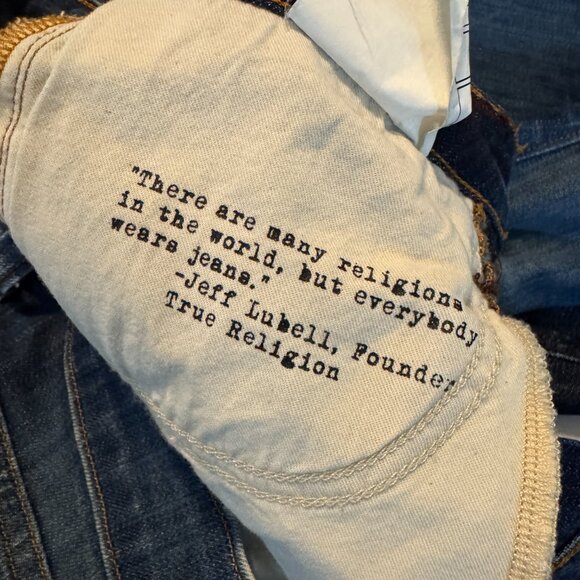 "There are many religions
in the world, but everybody
wears jeans."
-Jeff Lubell, Founder
True Religion